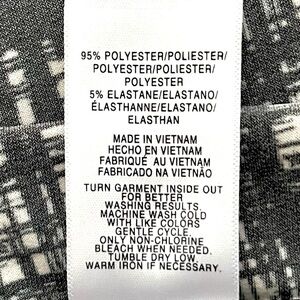 95% POLYESTER/POLIESTER/
POLYESTER/POLIESTER/
POLYESTER
5% ELASTANE/ELASTANO/
ÉLASTHANNE/ELASTANO/
ELASTHAN
MADE IN VIETNAM
HECHO EN VIETNAM
FABRIQUÉ AU VIETNAM
FABRICADO NA VIETNÃO
TURN GARMENT INSIDE OUT
FOR BETTER
WASHING RESULTS.
MACHINE WASH COLD
WITH LIKE COLORS
GENTLE CYCLE.
ONLY NON-CHLORINE
BLEACH WHEN NEEDED.
TUMBLE DRY LOW.
WARM IRON IF NECESSARY.